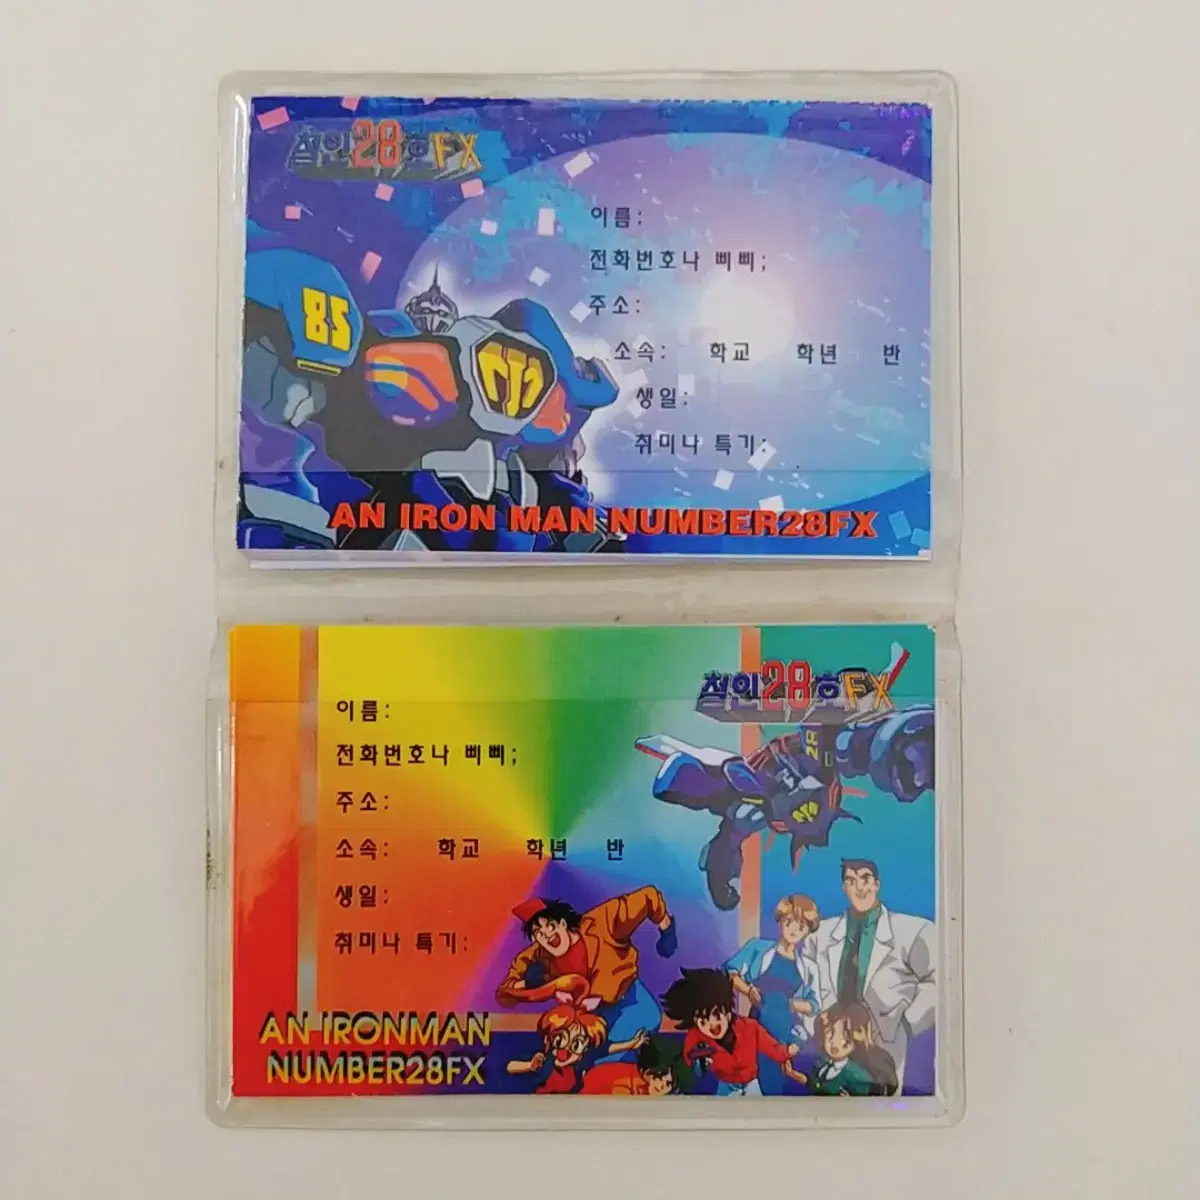 철인28호FX
이름:
전화번호나 삐삐;
주소:
소속: 학교 학년 반
생일:
취미나 특기:
28
AN IRON MAN NUMBER28FX
철인28호FX
28
이름:
전화번호나 삐삐;
주소:
소속: 학교 학년 반
생일:
취미나 특기:
AN IRONMAN
NUMBER28FX